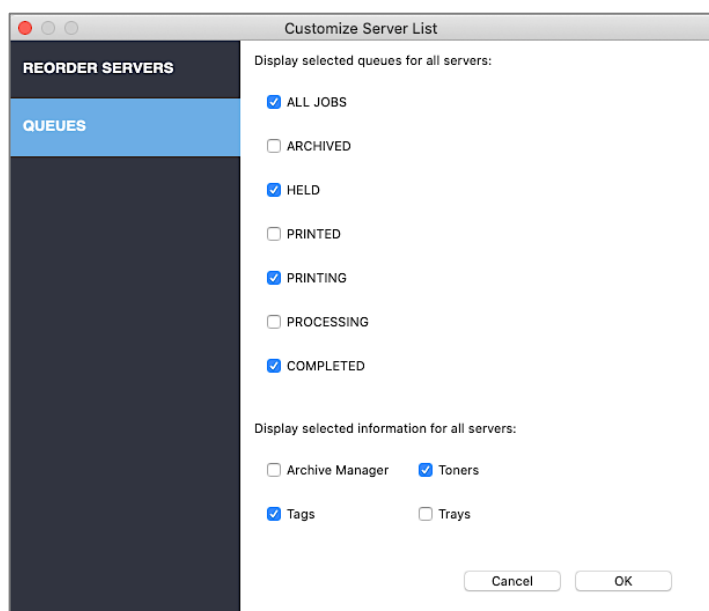 Customize Server List
REORDER SERVERS
QUEUES
Display selected queues for all servers:
ALL JOBS
ARCHIVED
HELD
PRINTED
PRINTING
PROCESSING
COMPLETED
Display selected information for all servers:
Archive Manager Toners
Tags Trays
Cancel OK